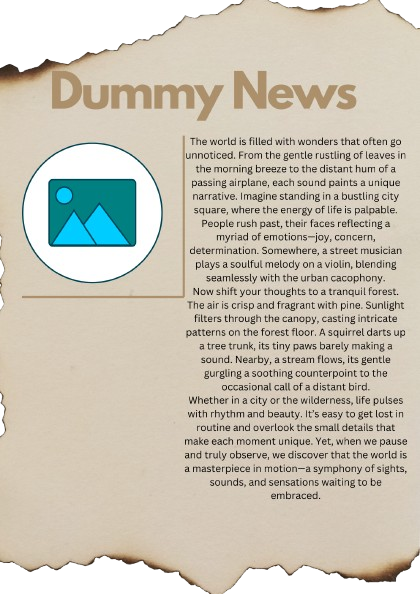 Dummy News
The world is filled with wonders that often go
unnoticed. From the gentle rustling of leaves in
the morning breeze to the distant hum of a
passing airplane, each sound paints a unique
narrative. Imagine standing in a bustling city
square, where the energy of life is palpable.
People rush past, their faces reflecting a
myriad of emotions—joy, concern,
determination. Somewhere, a street musician
plays a soulful melody on a violin, blending
seamlessly with the urban cacophony.
Now shift your thoughts to a tranquil forest.
The air is crisp and fragrant with pine. Sunlight
filters through the canopy, casting intricate
patterns on the forest floor. A squirrel darts up
a tree trunk, its tiny paws barely making a
sound. Nearby, a stream flows, its gentle
gurgling a soothing counterpoint to the
occasional call of a distant bird.
Whether in a city or the wilderness, life pulses
with rhythm and beauty. It's easy to get lost in
routine and overlook the small details that
make each moment unique. Yet, when we pause
and truly observe, we discover that the world is
a masterpiece in motion—a symphony of sights,
sounds, and sensations waiting to be
embraced.